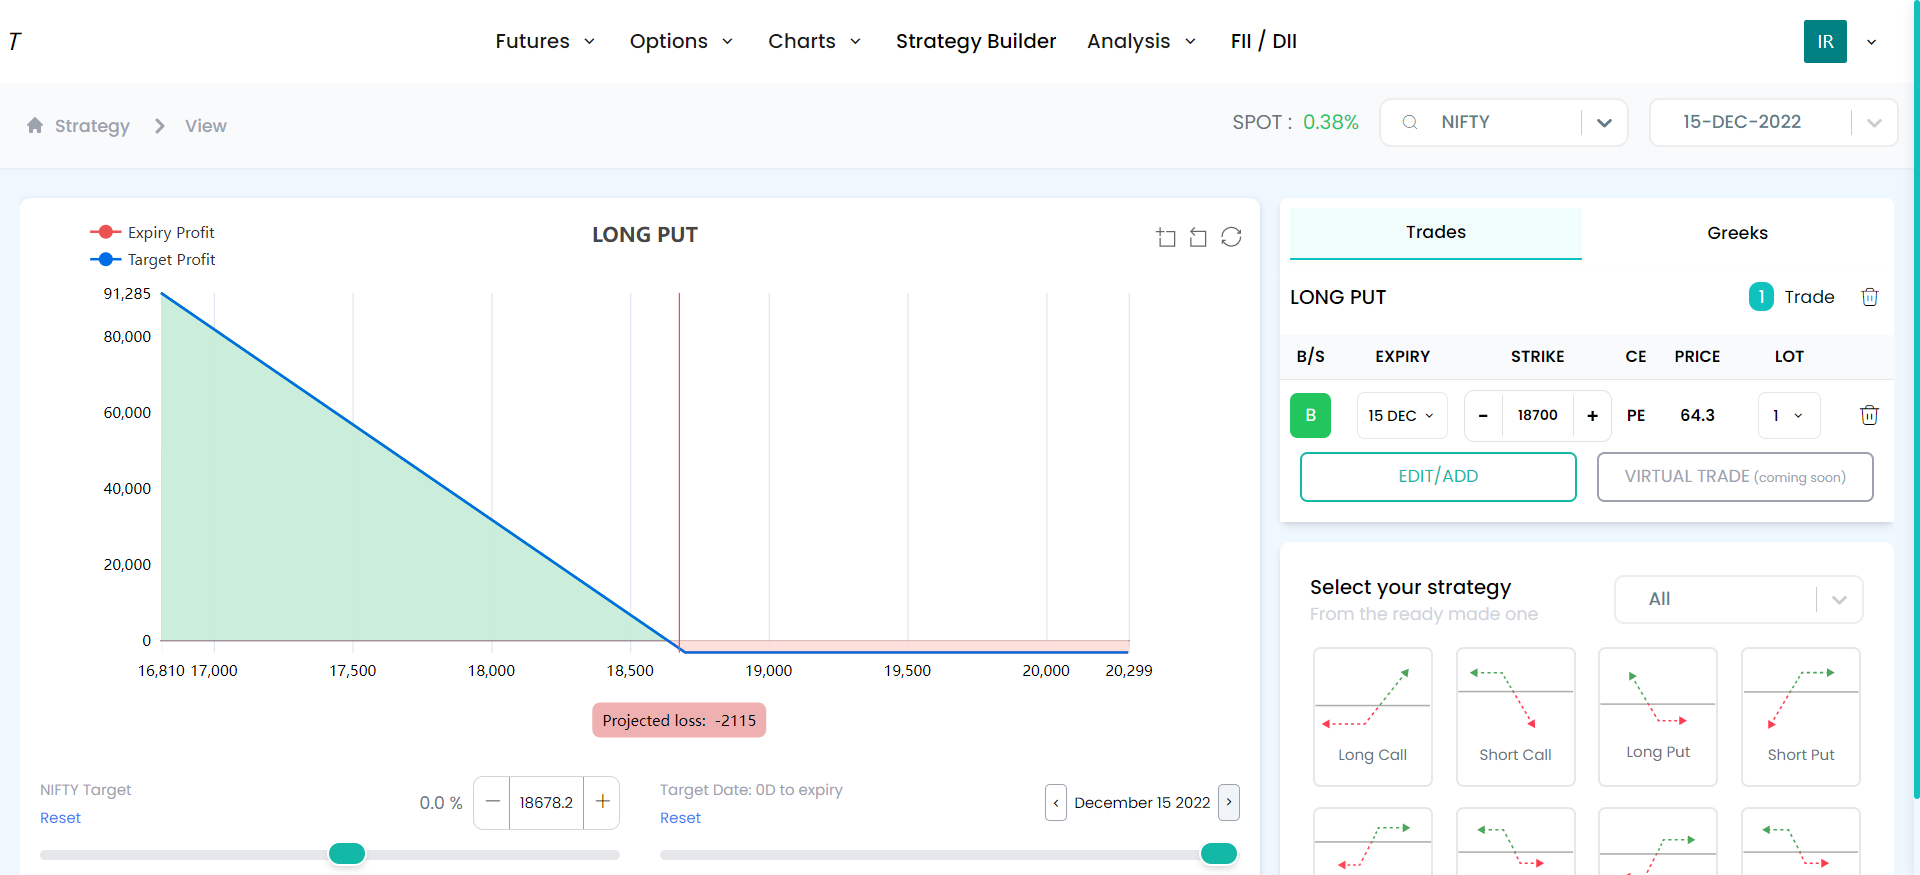 T
Futures Options Charts Strategy Builder Analysis FII / DII
IR
Strategy View
SPOT : 0.38%
NIFTY
15-DEC-2022
Expiry Profit
Target Profit
LONG PUT
91,285
80,000
60,000
40,000
20,000
0
16,810 17,000 17,500 18,000 18,500 19,000 19,500 20,000 20,299
Projected loss: -2115
NIFTY Target
Reset
0.0 %
− 18678.2 +
Target Date: 0D to expiry
Reset
‹ December 15 2022 ›
Trades Greeks
LONG PUT
1 Trade
B/S EXPIRY STRIKE CE PRICE LOT
B 15 DEC - 18700 + PE 64.3 1
EDIT/ADD
VIRTUAL TRADE (coming soon)
Select your strategy
From the ready made one
All
Long Call Short Call Long Put Short Put